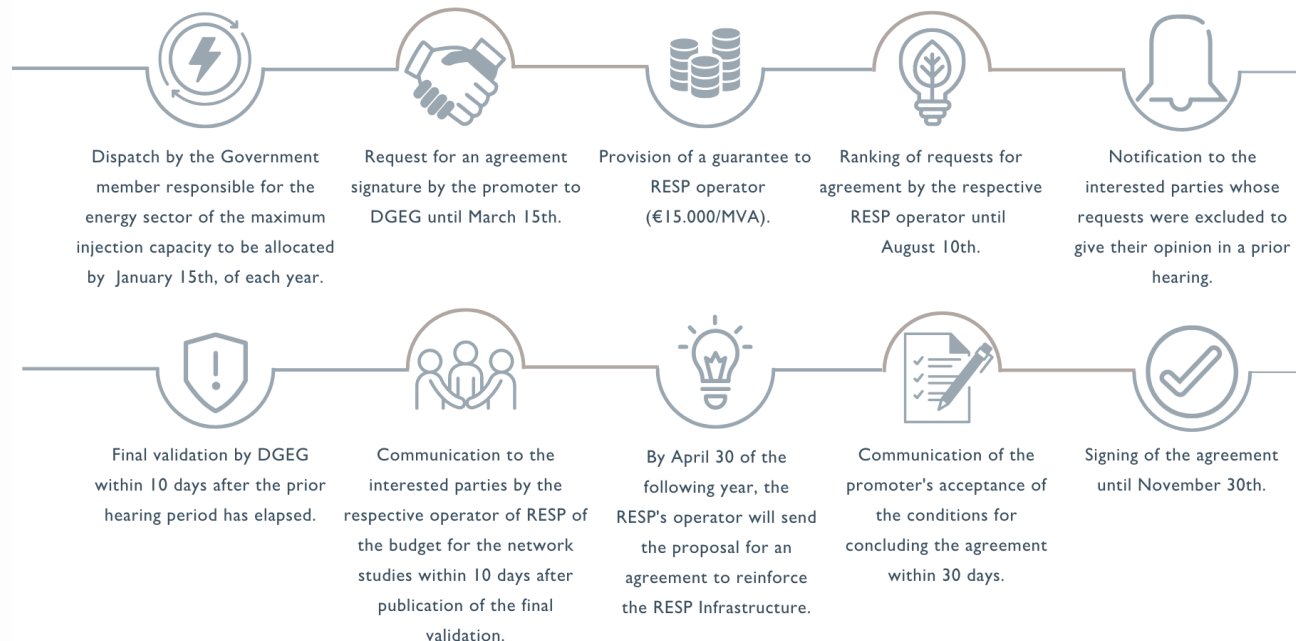 Dispatch by the Government
member responsible for the
energy sector of the maximum
injection capacity to be allocated
by January 15th, of each year.
Request for an agreement
signature by the promoter to
DGEG until March 15th.
Provision of a guarantee to
RESP operator
(€15.000/MVA).
Ranking of requests for
agreement by the respective
RESP operator until
August 10th.
Notification to the
interested parties whose
requests were excluded to
give their opinion in a prior
hearing.
Final validation by DGEG
within 10 days after the prior
hearing period has elapsed.
Communication to the
interested parties by the
respective operator of RESP of
the budget for the network
studies within 10 days after
publication of the final
validation.
By April 30 of the
following year, the
RESP's operator will send
the proposal for an
agreement to reinforce
the RESP Infrastructure.
Communication of the
promoter's acceptance of
the conditions for
concluding the agreement
within 30 days.
Signing of the agreement
until November 30th.